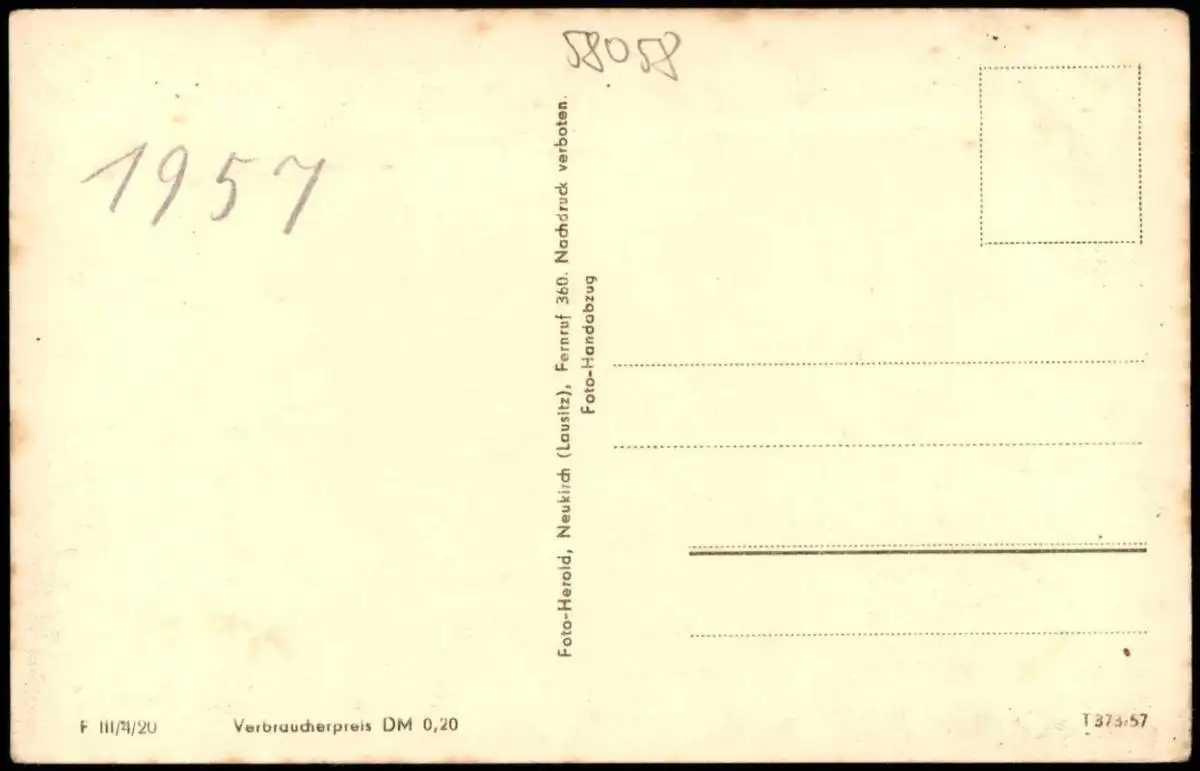 58058
1957
Foto-Herold, Neukirch (Lausitz), Fernruf 360. Nachdruck verboten.
Foto-Handabzug
F III/4/20
Verbraucherpreis DM 0,20
T 373/57